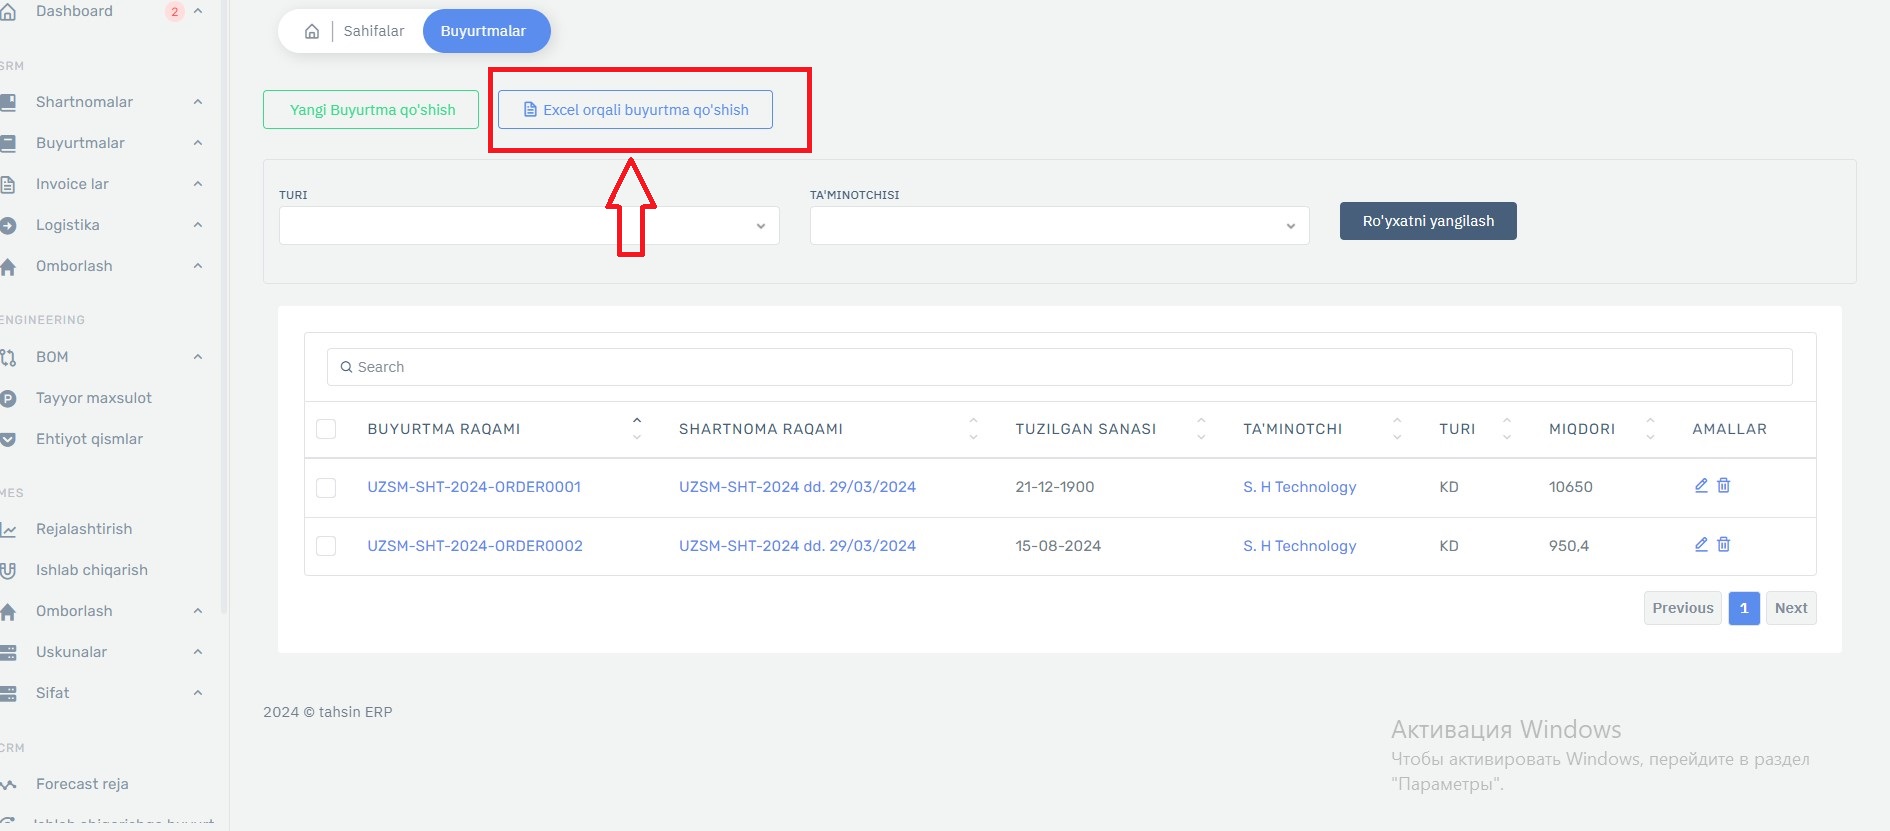 Dashboard 2
SRM
Shartnomalar
Buyurtmalar
Invoice lar
Logistika
Omborlash
ENGINEERING
BOM
Tayyor maxsulot
Ehtiyot qismlar
MES
Rejalashtirish
Ishlab chiqarish
Omborlash
Uskunalar
Sifat
CRM
Forecast reja
Sahifalar Buyurtmalar
Yangi Buyurtma qo'shish Excel orqali buyurtma qo'shish
TURI TA'MINOTCHISI
Ro'yxatni yangilash
Search
BUYURTMA RAQAMI SHARTNOMA RAQAMI TUZILGAN SANASI TA'MINOTCHI TURI MIQDORI AMALLAR
UZSM-SHT-2024-ORDER0001 UZSM-SHT-2024 dd. 29/03/2024 21-12-1900 S. H Technology KD 10650
UZSM-SHT-2024-ORDER0002 UZSM-SHT-2024 dd. 29/03/2024 15-08-2024 S. H Technology KD 950,4
Previous 1 Next
2024 © tahsin ERP
Активация Windows
Чтобы активировать Windows, перейдите в раздел
"Параметры".